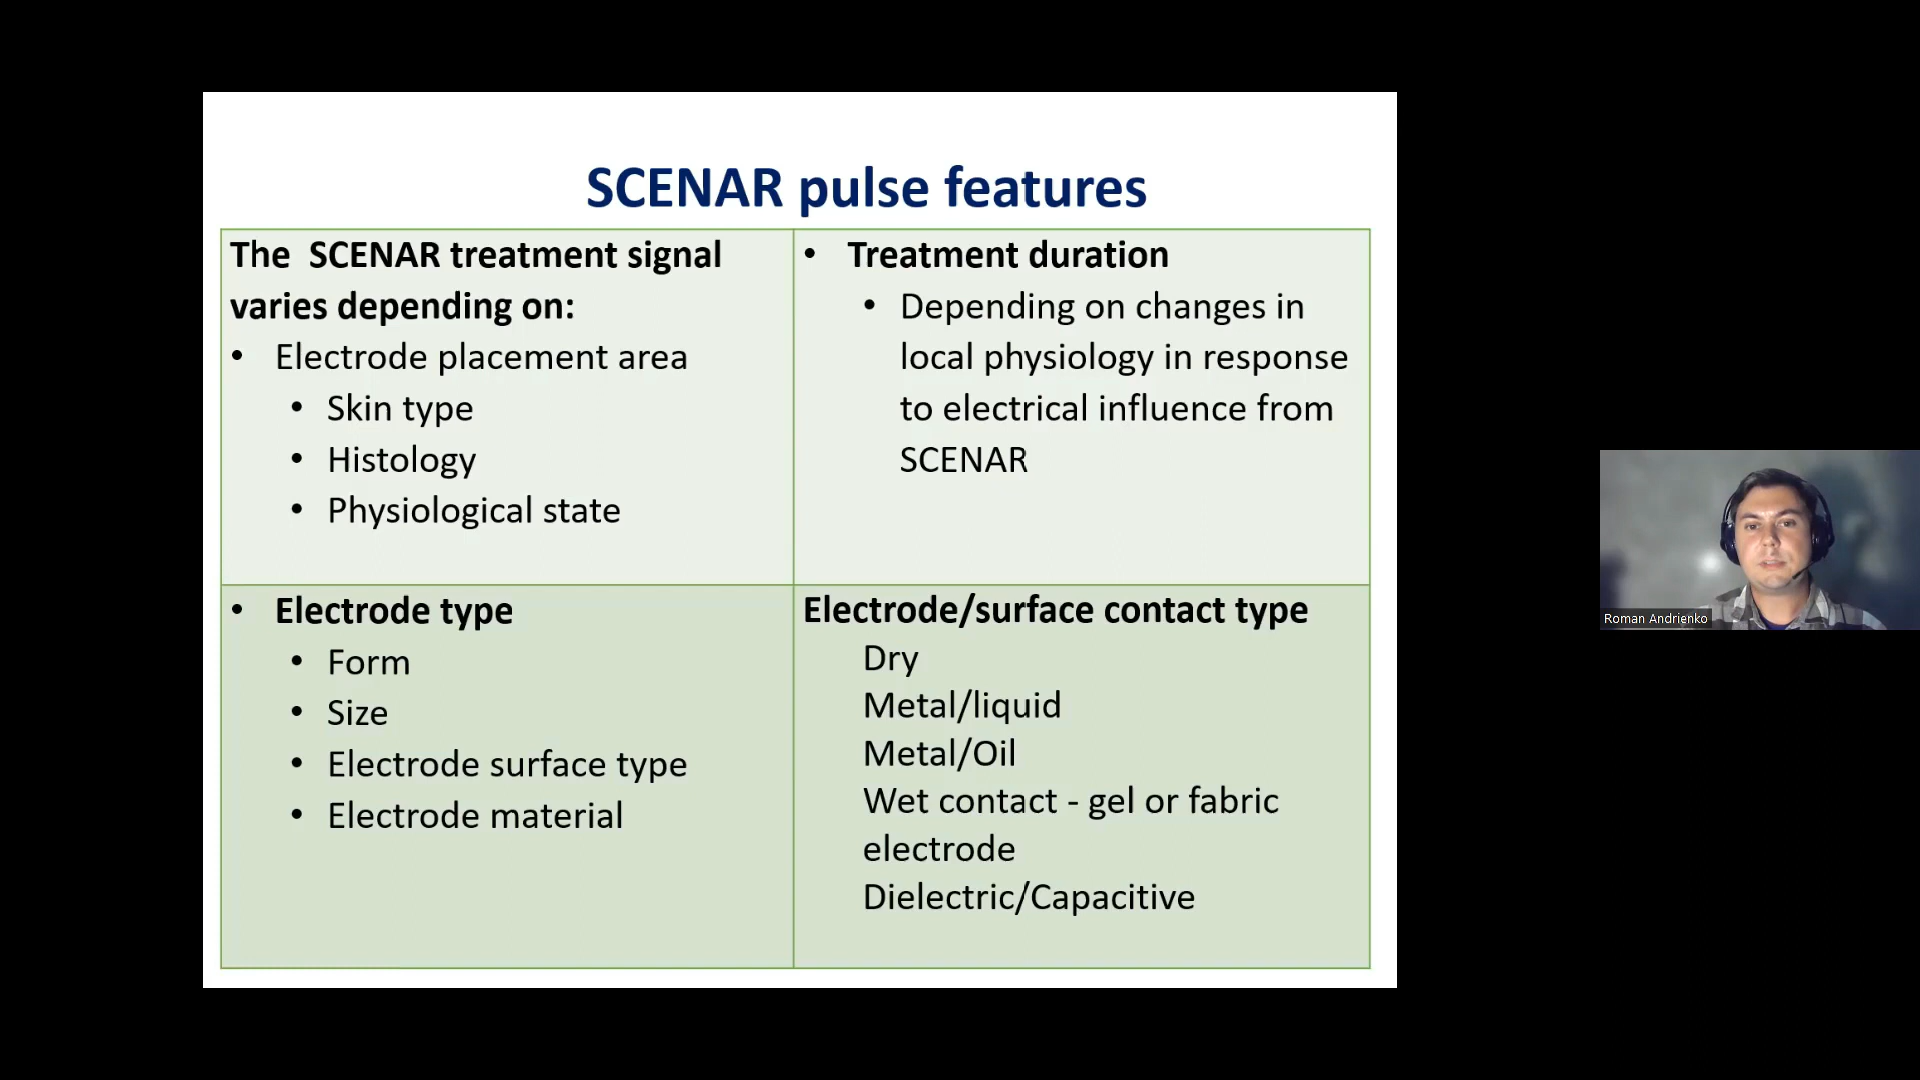 SCENAR pulse features
The  SCENAR treatment signal
varies depending on:
• Electrode placement area
• Skin type
• Histology
• Physiological state
• Treatment duration
• Depending on changes in
local physiology in response
to electrical influence from
SCENAR
• Electrode type
• Form
• Size
• Electrode surface type
• Electrode material
Electrode/surface contact type
Dry
Metal/liquid
Metal/Oil
Wet contact - gel or fabric
electrode
Dielectric/Capacitive
Roman Andrienko